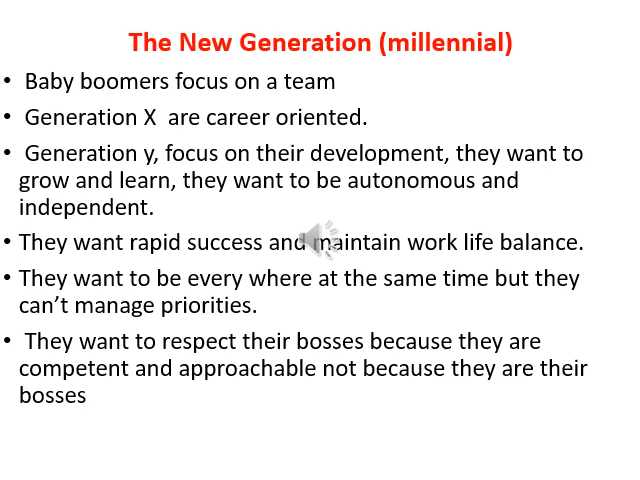 The New Generation (millennial)
• Baby boomers focus on a team
• Generation X  are career oriented.
• Generation y, focus on their development, they want to
grow and learn, they want to be autonomous and
independent.
• They want rapid success and maintain work life balance.
• They want to be every where at the same time but they
can’t manage priorities.
• They want to respect their bosses because they are
competent and approachable not because they are their
bosses